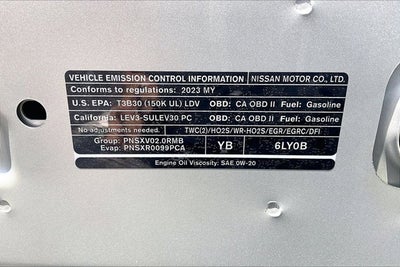 VEHICLE EMISSION CONTROL INFORMATION NISSAN MOTOR CO., LTD.
Conforms to regulations: 2023 MY
U.S. EPA: T3B30 (150K UL) LDV OBD: CA OBD II Fuel: Gasoline
California: LEV3-SULEV30 PC OBD: CA OBD II Fuel: Gasoline
No adjustments needed. TWC(2)/HO2S/WR-HO2S/EGR/EGRC/DFI
Group: PNSXV02.0RMB
Evap: PNSXR0099PCA YB 6LY0B
Engine Oil Viscosity: SAE 0W-20